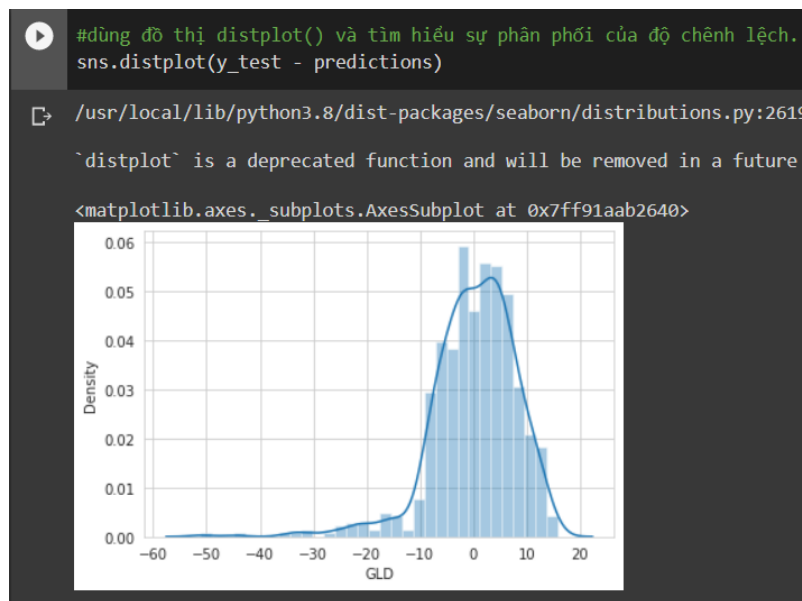 #dùng đồ thị distplot() và tìm hiểu sự phân phối của độ chênh lệch.
sns.distplot(y_test - predictions)
/usr/local/lib/python3.8/dist-packages/seaborn/distributions.py:2619
`distplot` is a deprecated function and will be removed in a future
<matplotlib.axes._subplots.AxesSubplot at 0x7ff91aab2640>
0.06
0.05
0.04
0.03
0.02
0.01
0.00
Density
−60 −50 −40 −30 −20 −10 0 10 20
GLD